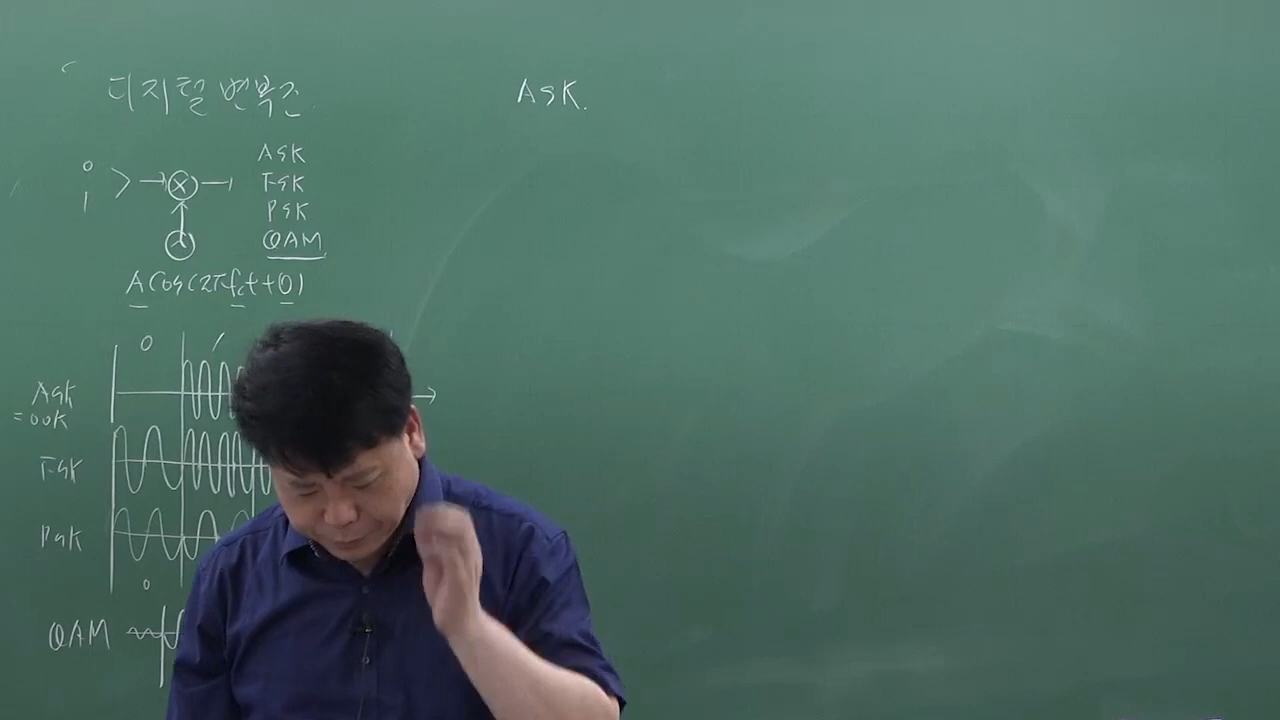 디지털 변복조
ASK.
0
1
ASK
FSK
PSK
QAM
Acos(2πfct+θ)
0
ASK
=OOK
FSK
PSK
0
QAM